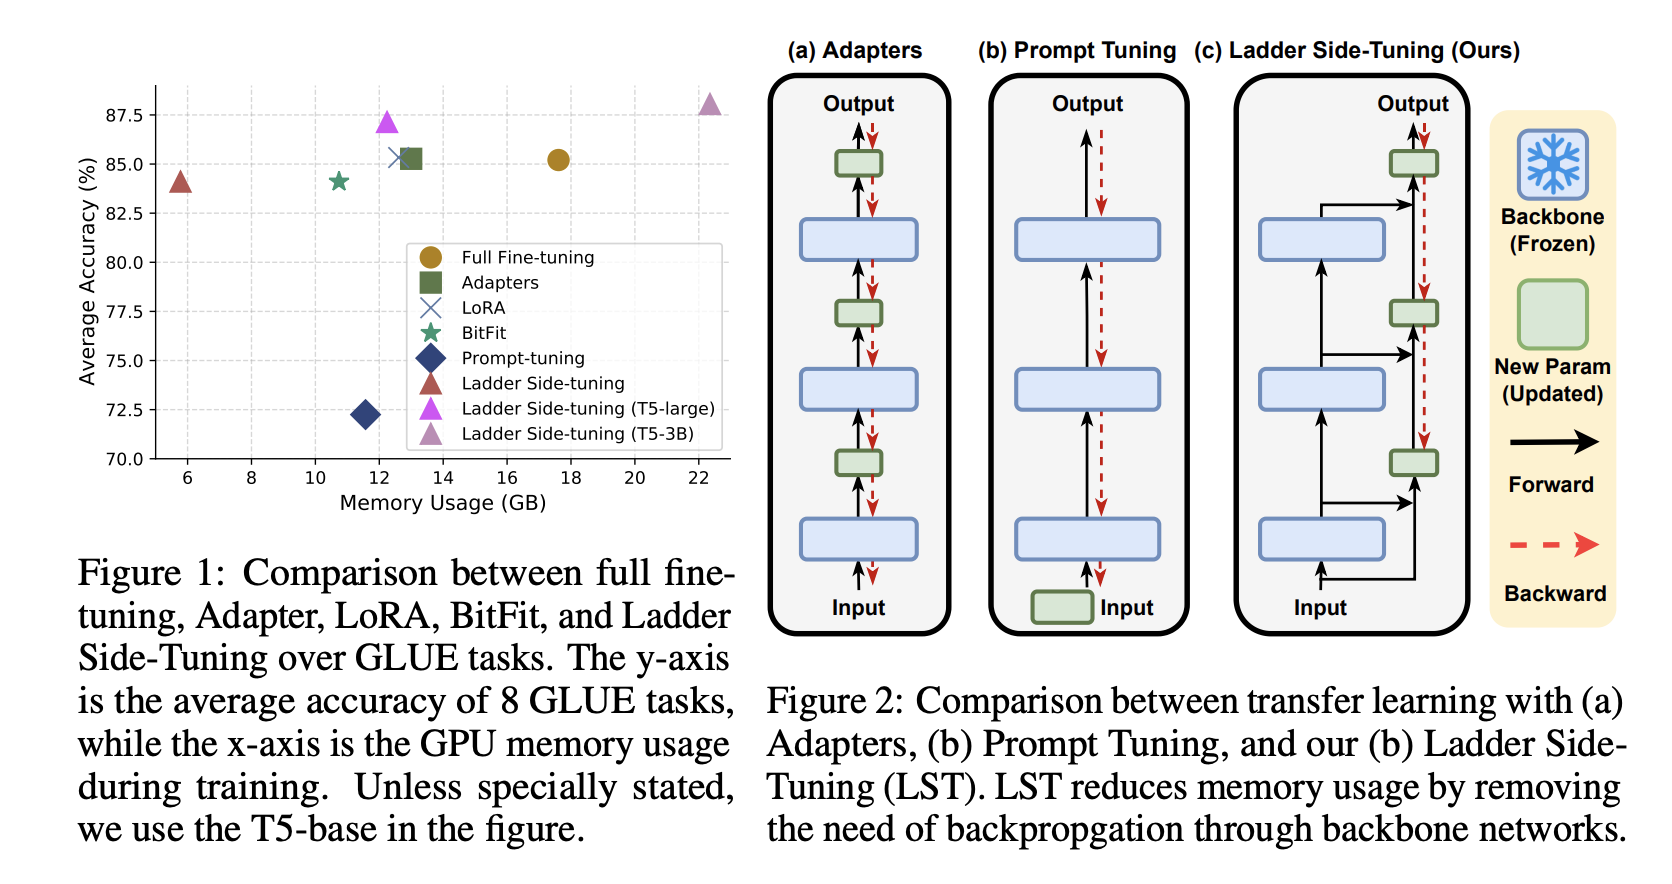 87.5
85.0
82.5
80.0
77.5
75.0
72.5
70.0
Average Accuracy (%)
6 8 10 12 14 16 18 20 22
Memory Usage (GB)
Full Fine-tuning
Adapters
LoRA
BitFit
Prompt-tuning
Ladder Side-tuning
Ladder Side-tuning (T5-large)
Ladder Side-tuning (T5-3B)
Figure 1: Comparison between full fine-
tuning, Adapter, LoRA, BitFit, and Ladder
Side-Tuning over GLUE tasks. The y-axis
is the average accuracy of 8 GLUE tasks,
while the x-axis is the GPU memory usage
during training. Unless specially stated,
we use the T5-base in the figure.
(a) Adapters
Output
Input
(b) Prompt Tuning
Output
Input
(c) Ladder Side-Tuning (Ours)
Output
Input
Backbone
(Frozen)
New Param
(Updated)
Forward
Backward
Figure 2: Comparison between transfer learning with (a)
Adapters, (b) Prompt Tuning, and our (b) Ladder Side-
Tuning (LST). LST reduces memory usage by removing
the need of backpropgation through backbone networks.